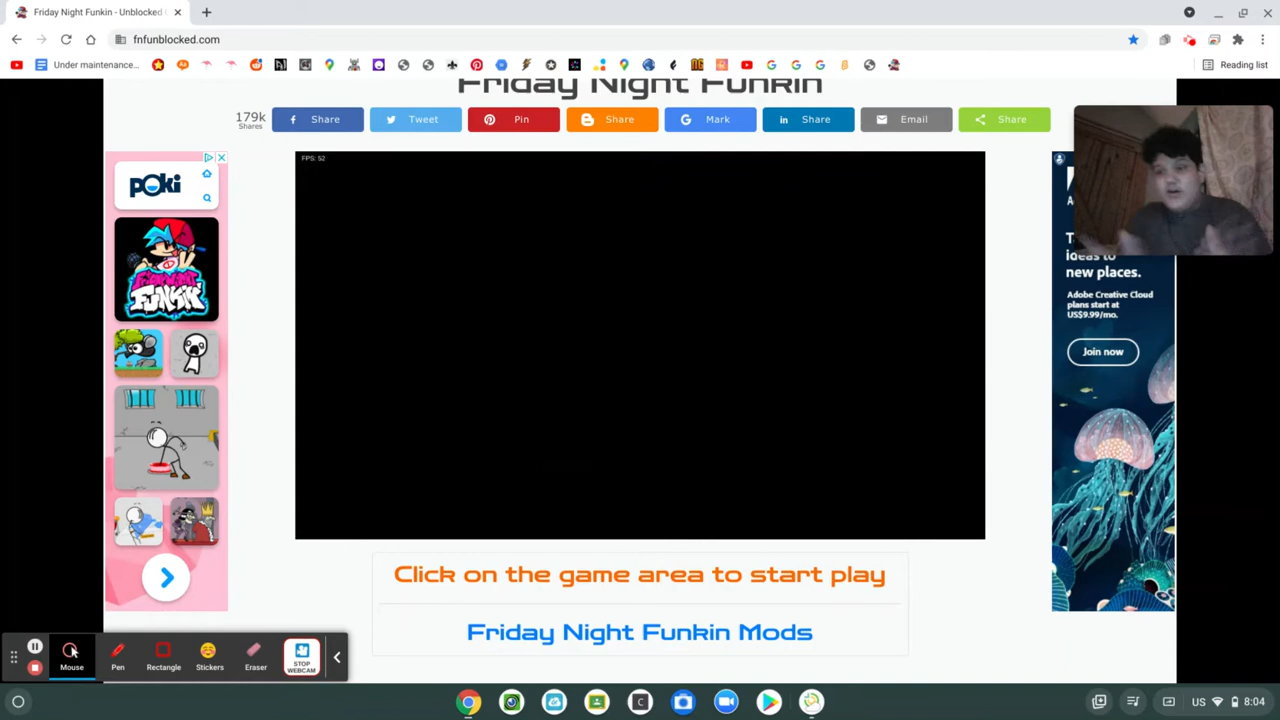 Friday Night Funkin - Unblocked
fnfunblocked.com
Under maintenance...
Reading list
Friday Night Funkin
179k
Shares
Share
Tweet
Pin
Share
Mark
Share
Email
Share
FPS: 52
poki
FRIDAY NIGHT
FUNKIN'
ideas to
new places.
Adobe Creative Cloud
plans start at
US$9.99/mo.
Join now
Click on the game area to start play
Friday Night Funkin Mods
Mouse
Pen
Rectangle
Stickers
Eraser
STOP
WEBCAM
US
8:04